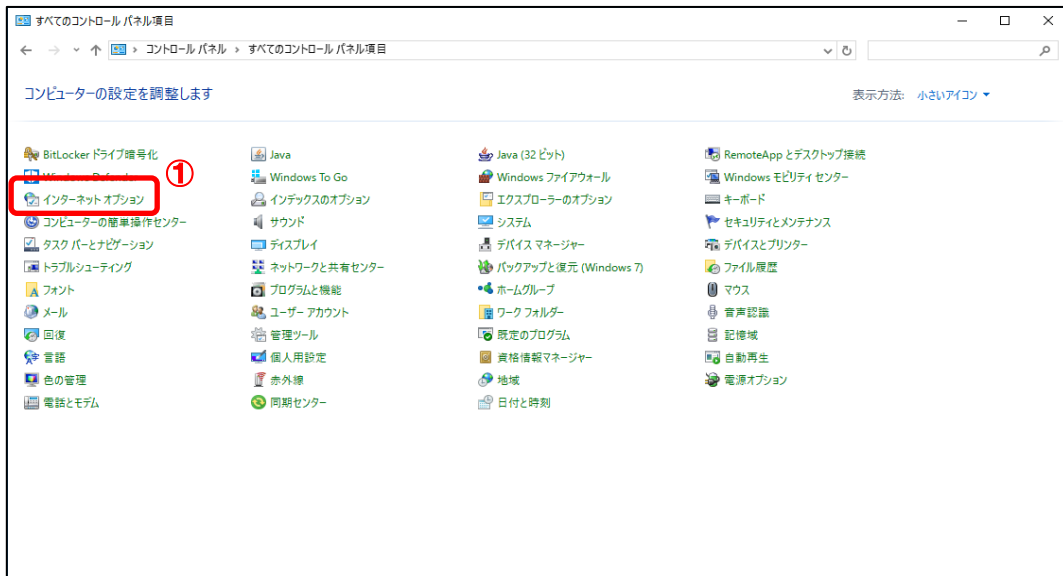 すべてのコントロール パネル項目
コントロール パネル › すべてのコントロール パネル項目
コンピューターの設定を調整します
表示方法: 小さいアイコン
BitLocker ドライブ暗号化 Java Java (32 ビット) RemoteApp とデスクトップ接続
Windows Defender ① Windows To Go Windows ファイアウォール Windows モビリティ センター
インターネット オプション インデックスのオプション エクスプローラーのオプション キーボード
コンピューターの簡単操作センター サウンド システム セキュリティとメンテナンス
タスク バーとナビゲーション ディスプレイ デバイス マネージャー デバイスとプリンター
トラブルシューティング ネットワークと共有センター バックアップと復元 (Windows 7) ファイル履歴
フォント プログラムと機能 ホームグループ マウス
メール ユーザー アカウント ワーク フォルダー 音声認識
回復 管理ツール 既定のプログラム 記憶域
言語 個人用設定 資格情報マネージャー 自動再生
色の管理 赤外線 地域 電源オプション
電話とモデム 同期センター 日付と時刻